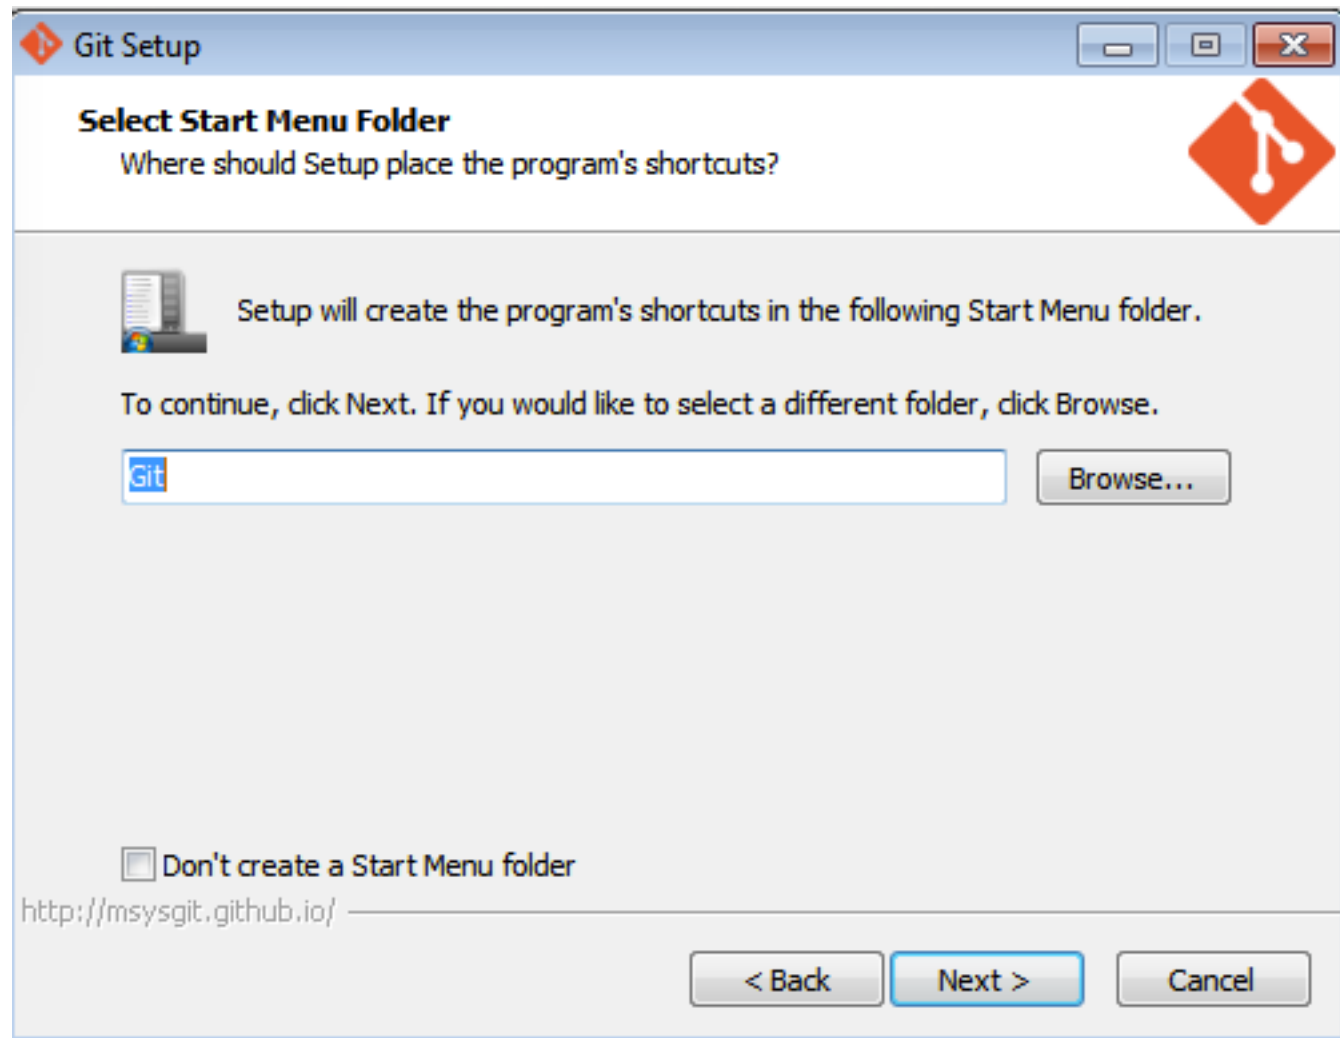 Git Setup
Select Start Menu Folder
Where should Setup place the program's shortcuts?
Setup will create the program's shortcuts in the following Start Menu folder.
To continue, click Next. If you would like to select a different folder, click Browse.
Git
Browse...
Don't create a Start Menu folder
http://msysgit.github.io/
< Back
Next >
Cancel